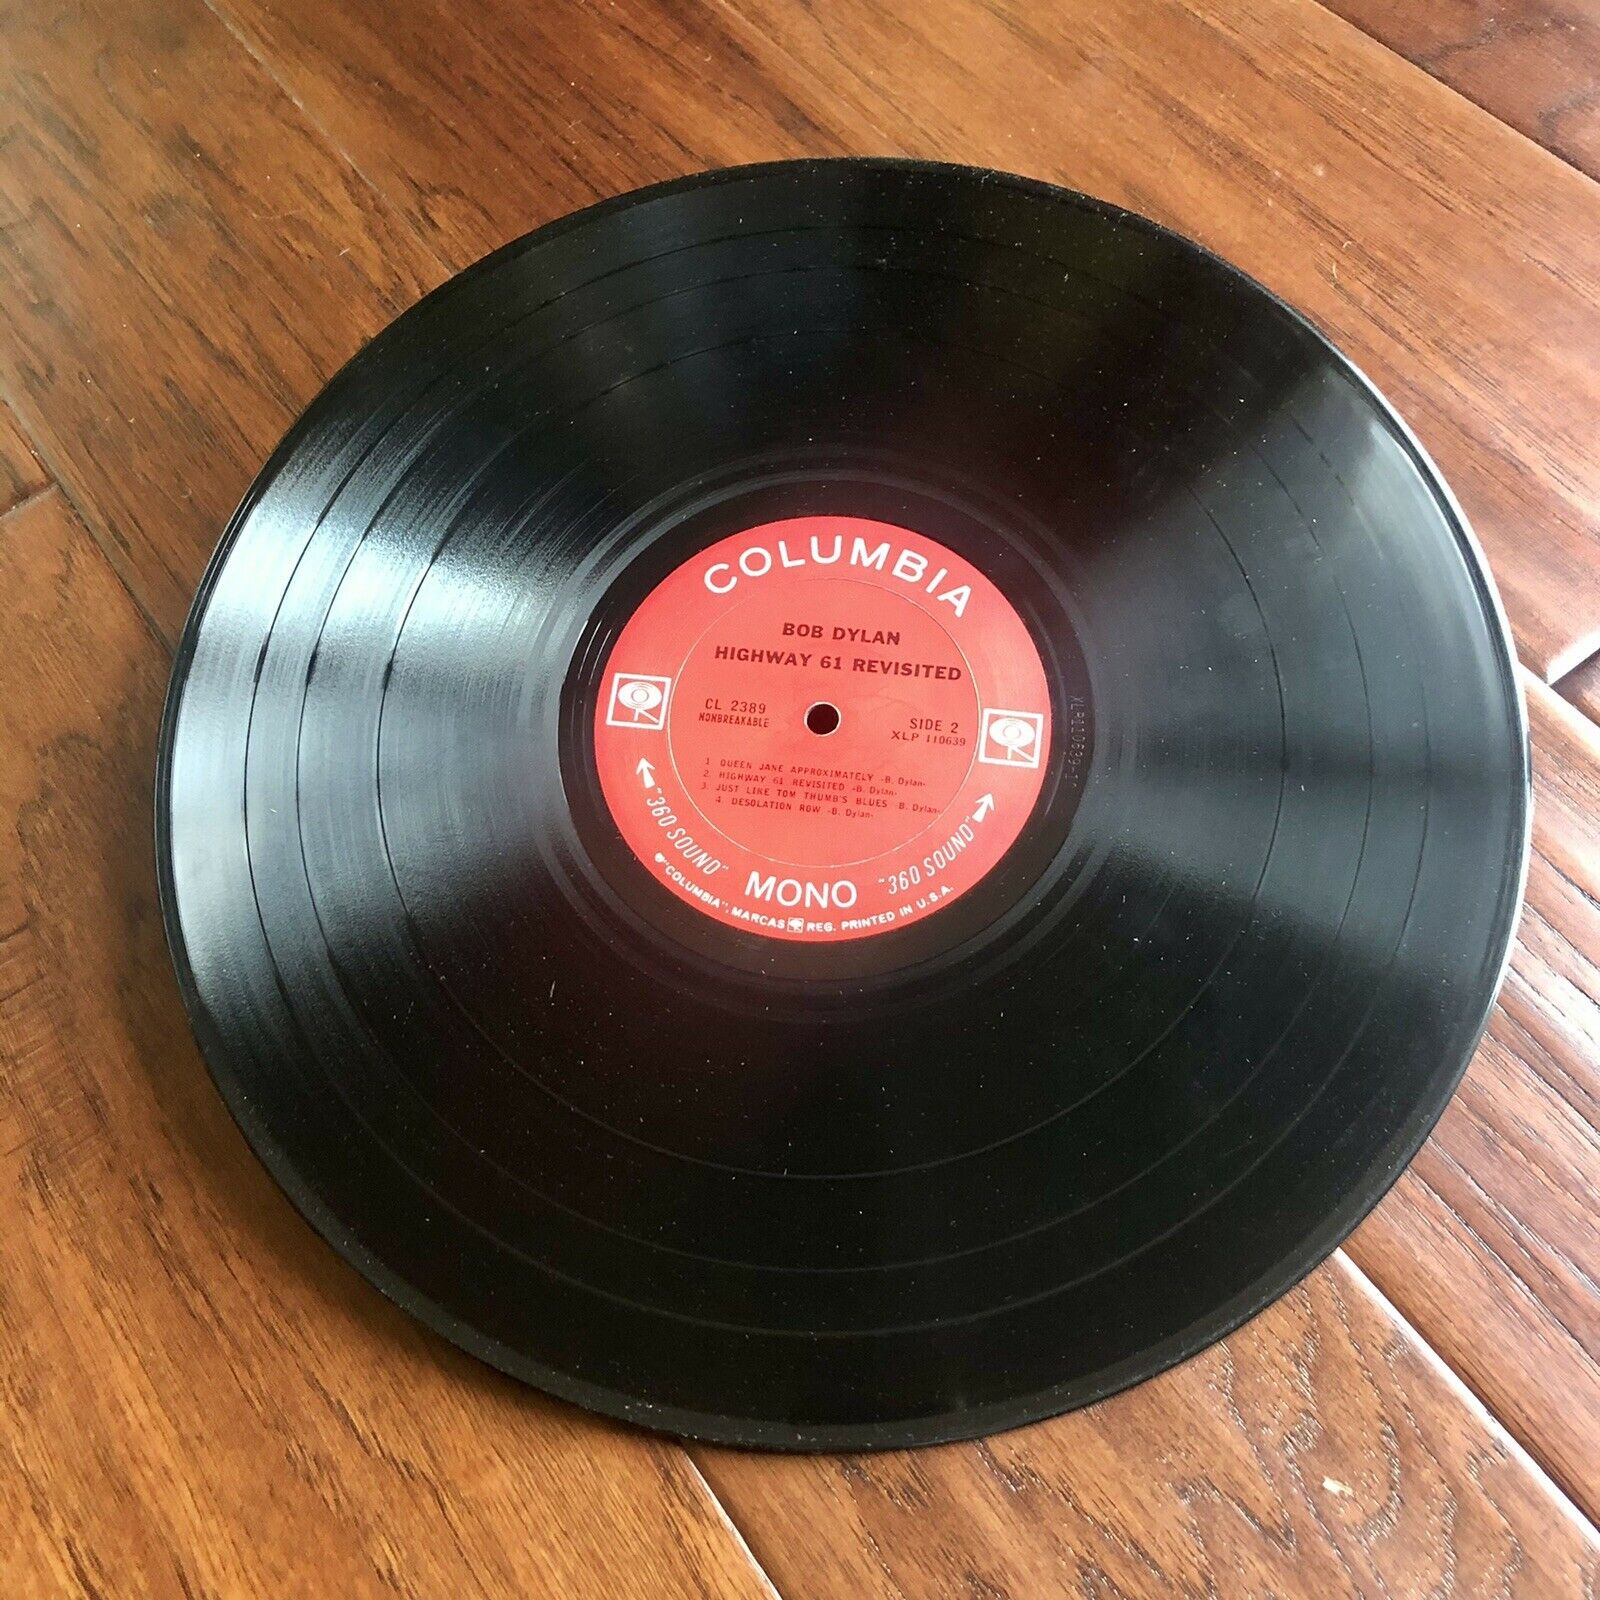 COLUMBIA
BOB DYLAN
HIGHWAY 61 REVISITED
CL 2389
NONBREAKABLE
SIDE 2
XLP 110639
1 QUEEN JANE APPROXIMATELY -B. Dylan-
2. HIGHWAY 61 REVISITED -B. Dylan-
3. JUST LIKE TOM THUMB'S BLUES -B. Dylan-
4. DESOLATION ROW -B. Dylan-
"360 SOUND" MONO "360 SOUND"
® "COLUMBIA", MARCAS REG. PRINTED IN U.S.A.
XLP110639-1